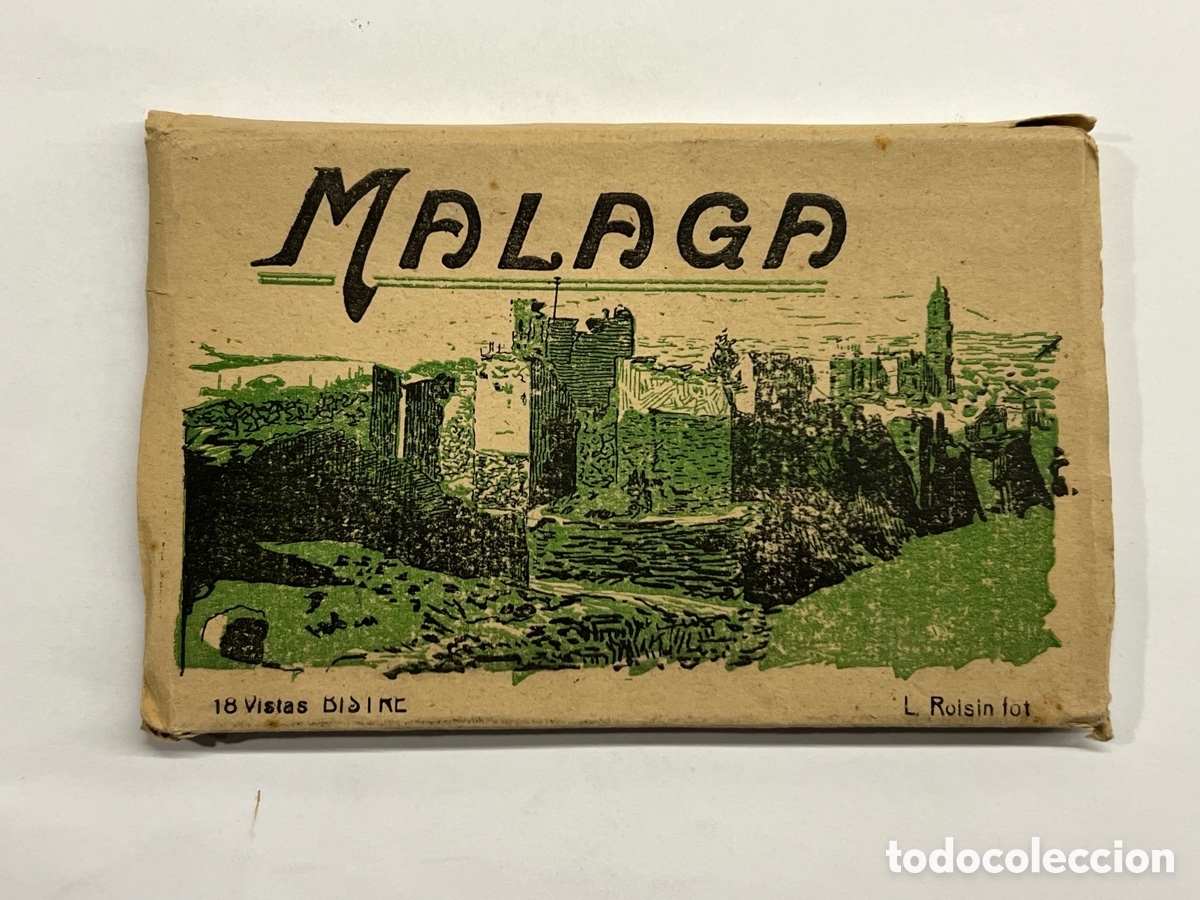 MALAGA
18 Vistas BISTRE
L. Roisin fot
todocoleccion